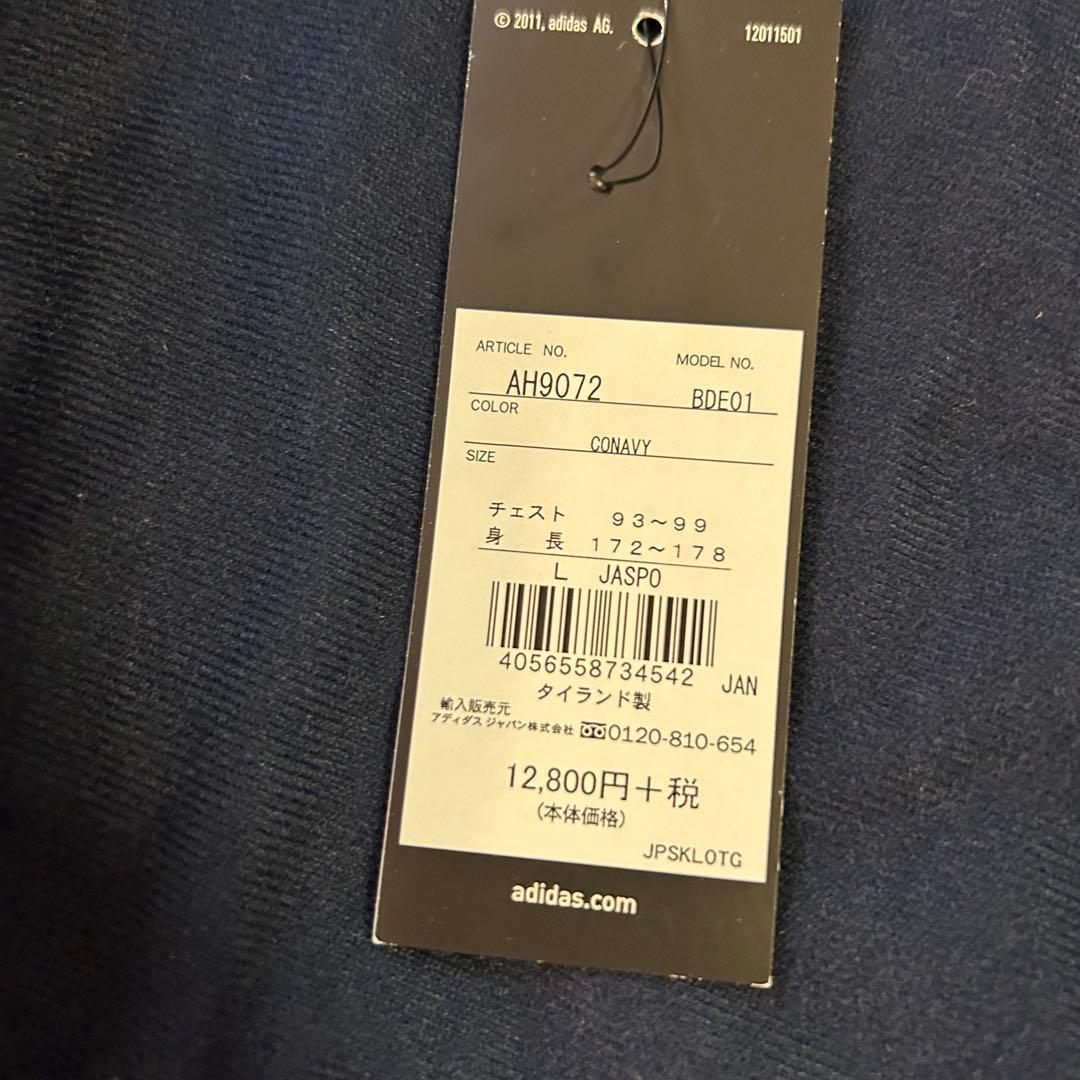 © 2011, adidas AG. 12011501
ARTICLE NO. MODEL NO.
AH9072 BDE01
COLOR
CONAVY
SIZE
チェスト 93～99
身長 172～178
L JASPO
4056558734542 JAN
タイランド製
輸入販売元
アディダス ジャパン株式会社 0120-810-654
12,800円＋税
(本体価格)
JPSKLOTG
adidas.com